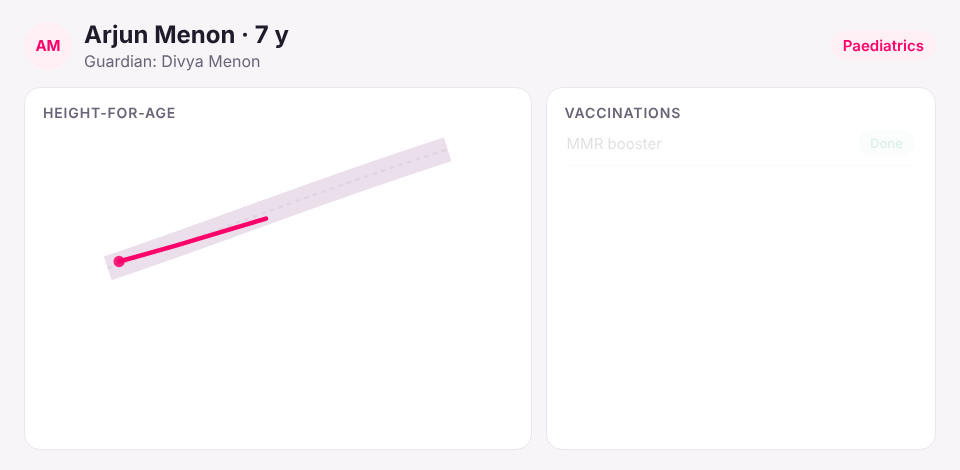 AM
Arjun Menon · 7 y
Guardian: Divya Menon
Paediatrics
HEIGHT-FOR-AGE
VACCINATIONS
MMR booster
Done